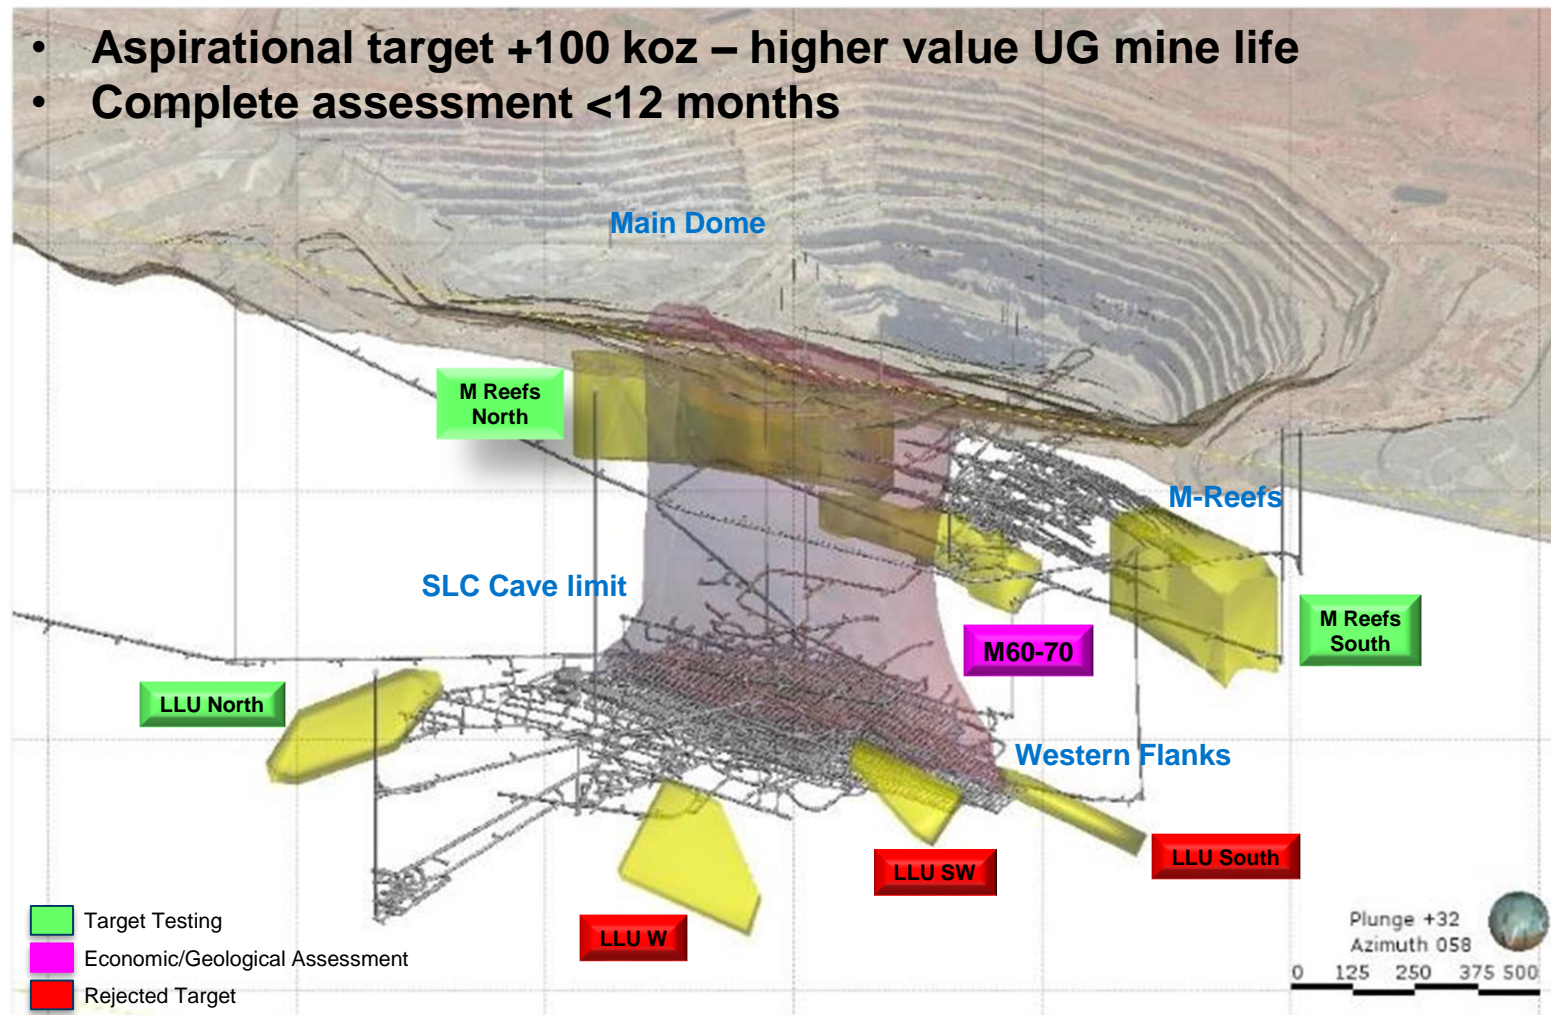 • Aspirational target +100 koz – higher value UG mine life
• Complete assessment <12 months
Main Dome
M Reefs
North
M-Reefs
SLC Cave limit
M Reefs
South
M60-70
LLU North
Western Flanks
LLU South
LLU SW
LLU W
Target Testing
Economic/Geological Assessment
Rejected Target
Plunge +32
Azimuth 058
0 125 250 375 500